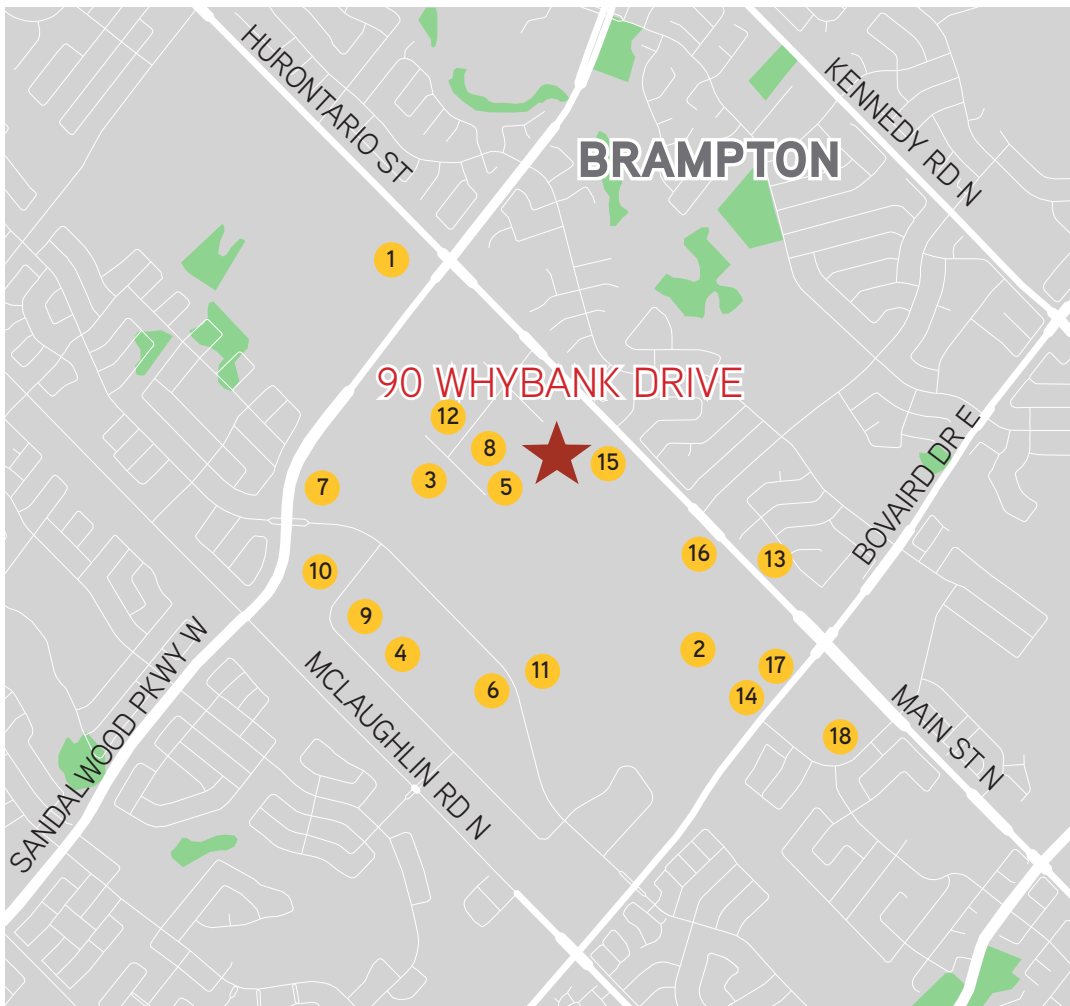 HURONTARIO ST
KENNEDY RD N
BRAMPTON
1
90 WHYBANK DRIVE
12
8
15
3
5
7
BOVAIRD DR E
16
13
10
9
4
2
17
11
6
14
SANDALWOOD PKWY W
MCLAUGHLIN RD N
MAIN ST N
18